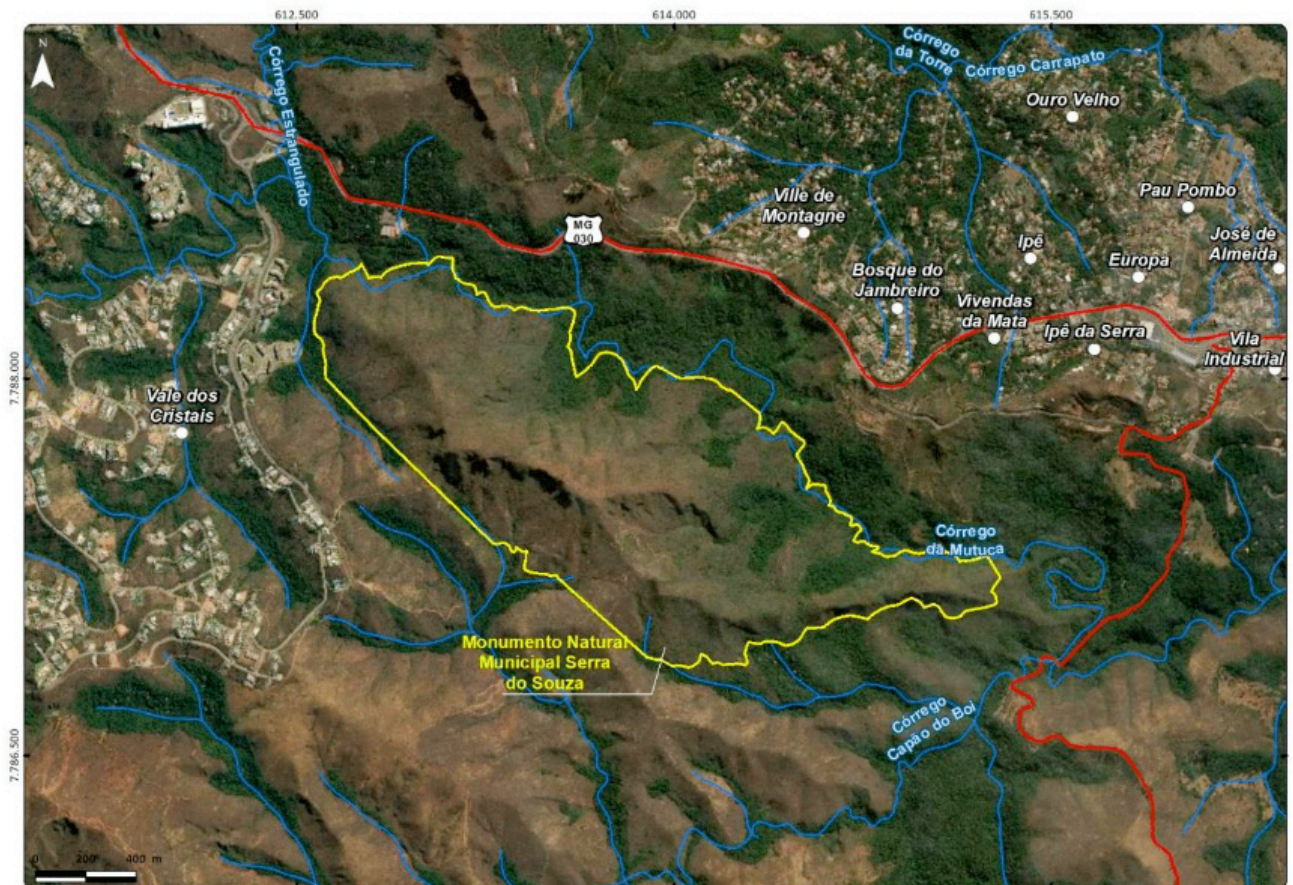 612.500
614.000
615.500
N
Córrego
da Torre
Córrego Carrapato
Córrego Estrangulado
Ouro Velho
Pau Pombo
Ville de
Montagne
MG
030
Ipê
José de
Almeida
Europa
Bosque do
Jambreiro
Vivendas
da Mata
Ipê da Serra
Vila
Industrial
7.788.000
Vale dos
Cristais
Córrego
da Mutuca
Monumento Natural
Municipal Serra
do Souza
Córrego
Capão do Boi
7.786.500
0 200 400 m